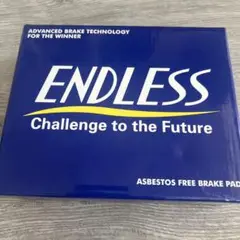 ADVANCED BRAKE TECHNOLOGY
FOR THE WINNER
ENDLESS
Challenge to the Future
ASBESTOS FREE BRAKE PAD